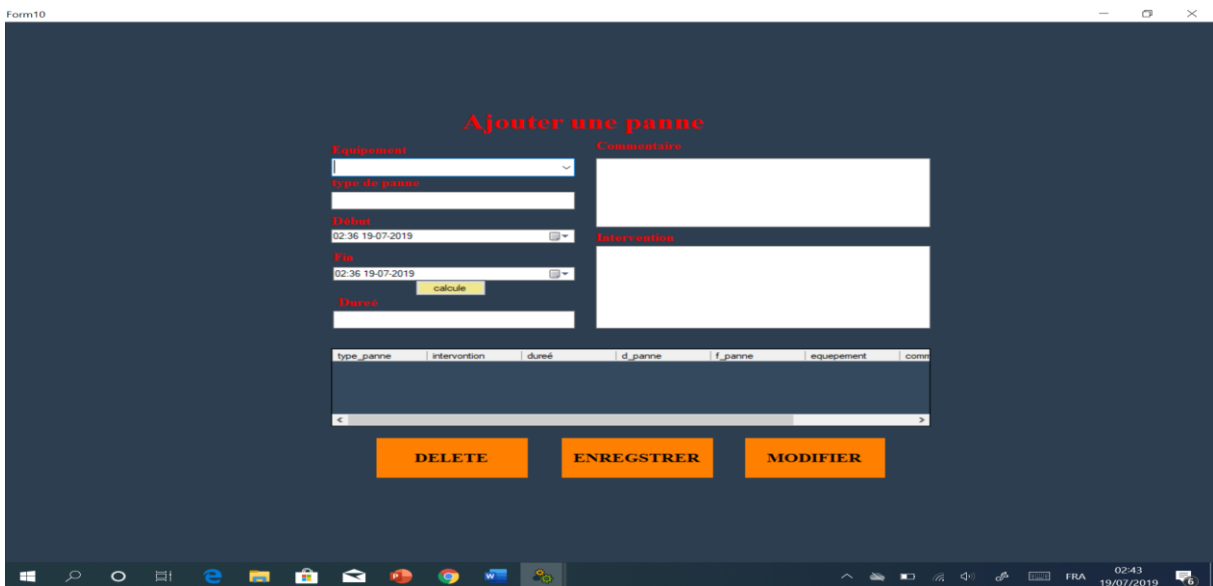 Form10
Ajouter une panne
Equipement
type de panne
Début
02:36 19-07-2019
Fin
02:36 19-07-2019
calcule
Dureé
Commentaire
Intervention
type_panne intervontion dureé d_panne f_panne equepement comm
DELETE ENREGSTRER MODIFIER
FRA
02:43
19/07/2019
6